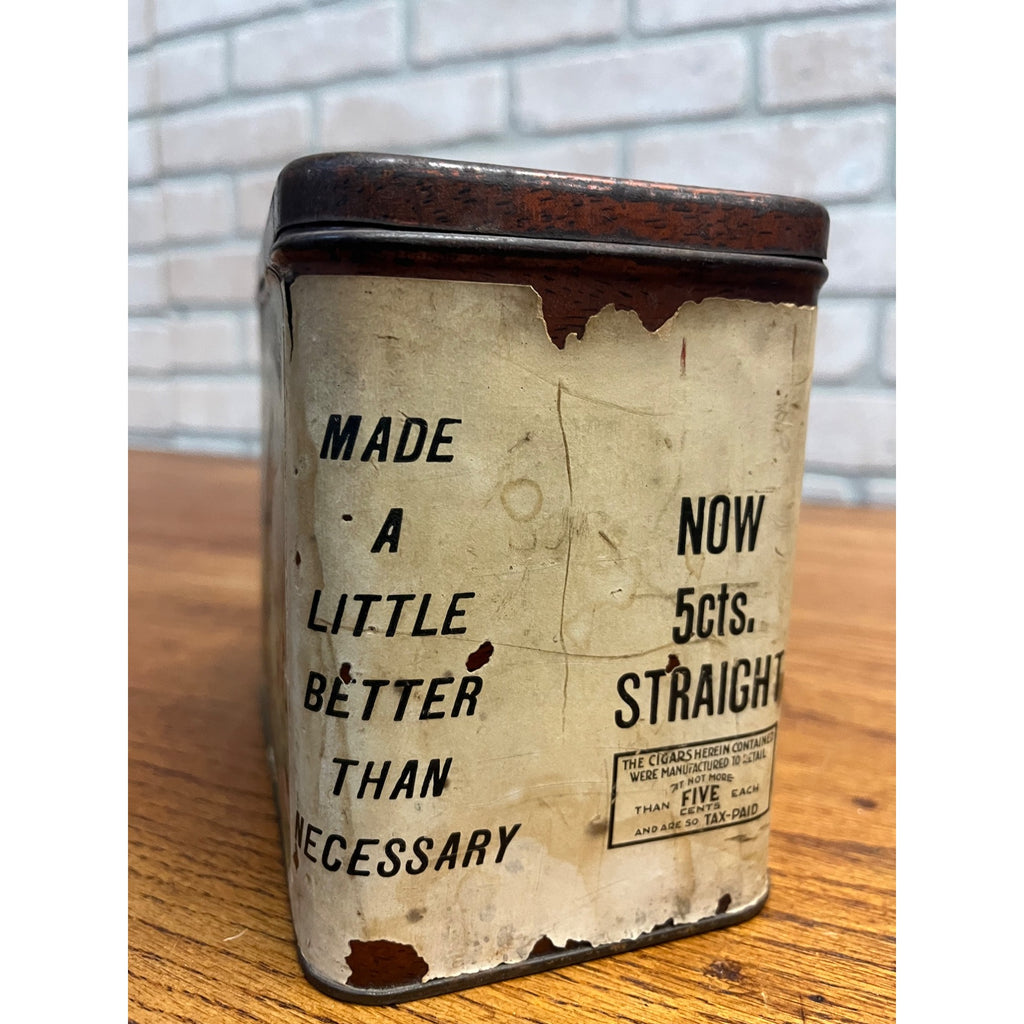 MADE
A
LITTLE
BETTER
THAN
NECESSARY
NOW
5cts.
STRAIGHT
THE CIGARS HEREIN CONTAINED
WERE MANUFACTURED TO RETAIL
AT NOT MORE
THAN FIVE CENTS EACH
AND ARE SO TAX-PAID